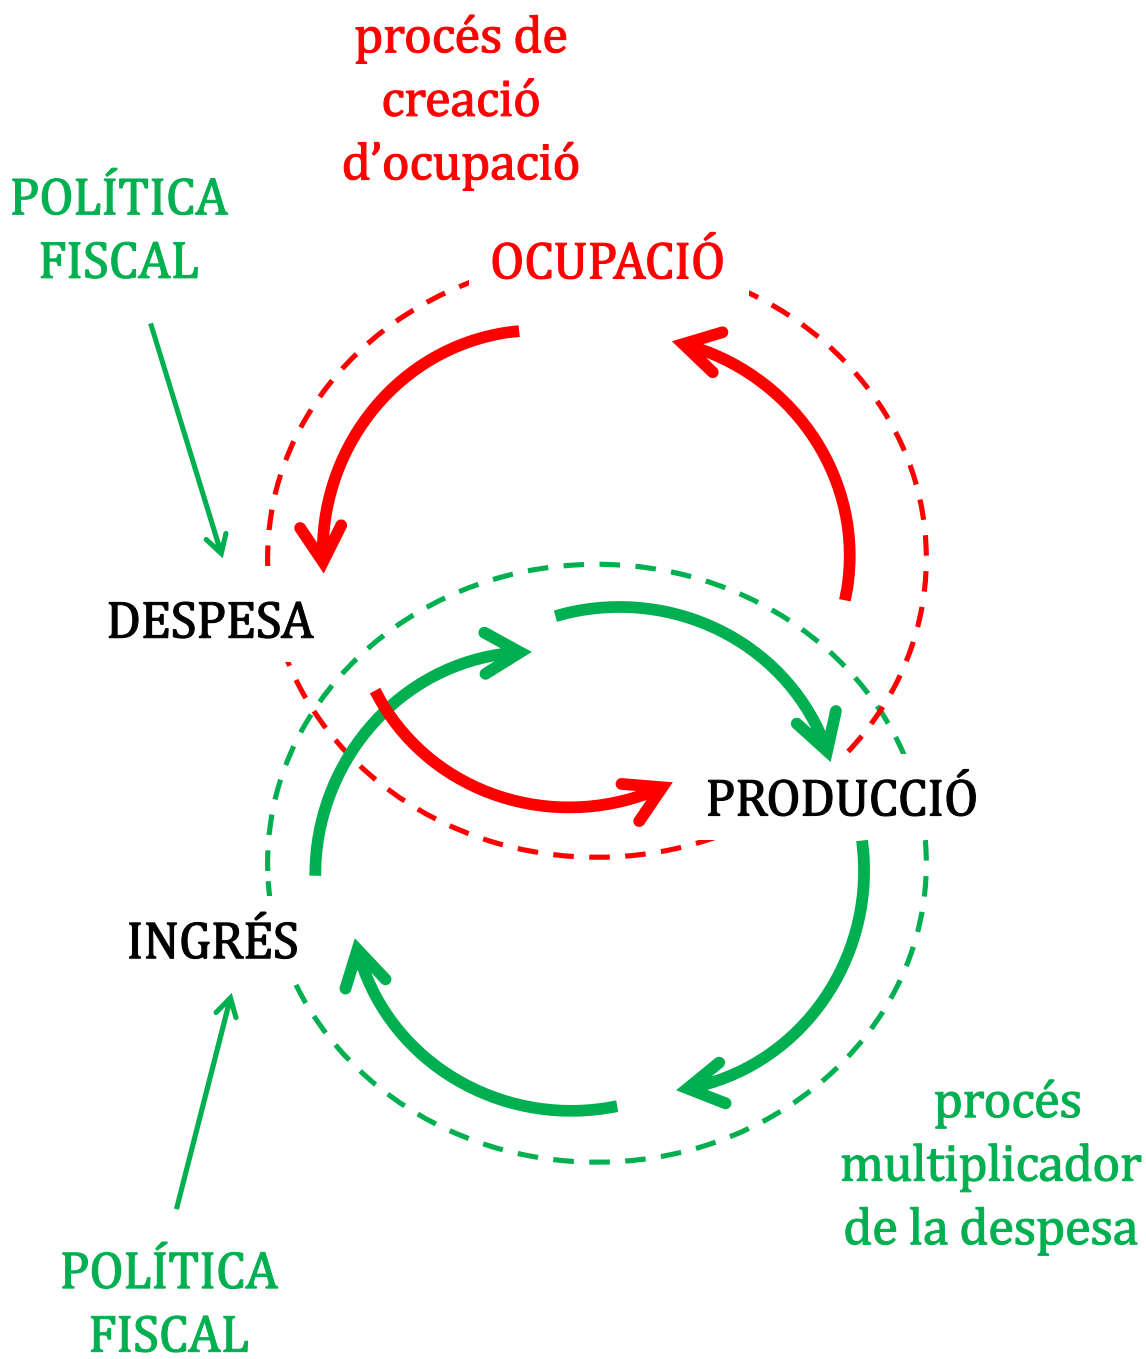 procés de
creació
d’ocupació
POLÍTICA
FISCAL
OCUPACIÓ
DESPESA
PRODUCCIÓ
INGRÉS
procés
multiplicador
de la despesa
POLÍTICA
FISCAL